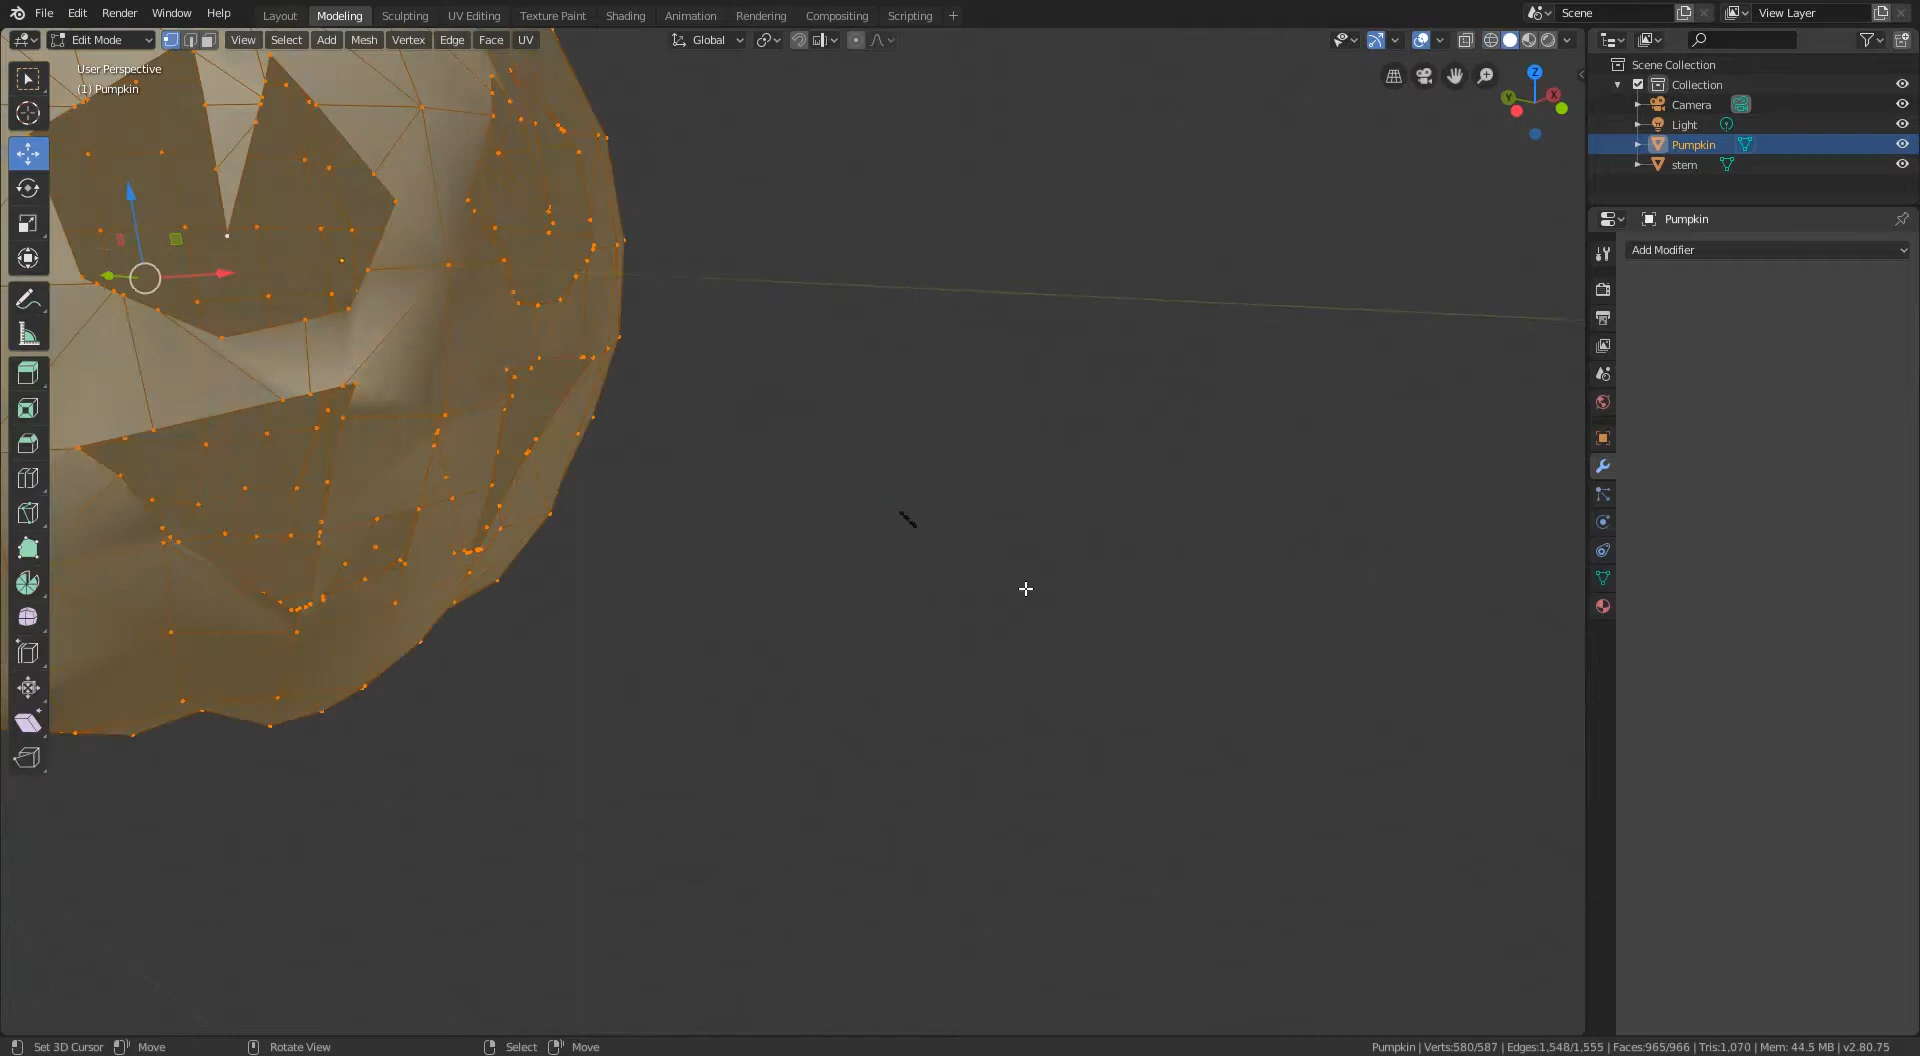 File Edit Render Window Help Layout Modeling Sculpting UV Editing Texture Paint Shading Animation Rendering Compositing Scripting + Scene View Layer
Edit Mode View Select Add Mesh Vertex Edge Face UV Global
User Perspective
(1) Pumpkin
Z
X
Y
Scene Collection
Collection
Camera
Light
Pumpkin
stem
Pumpkin
Add Modifier
Set 3D Cursor Move Rotate View Select Move Pumpkin | Verts:580/587 | Edges:1,548/1,555 | Faces:965/966 | Tris:1,070 | Mem: 44.5 MB | v2.80.75